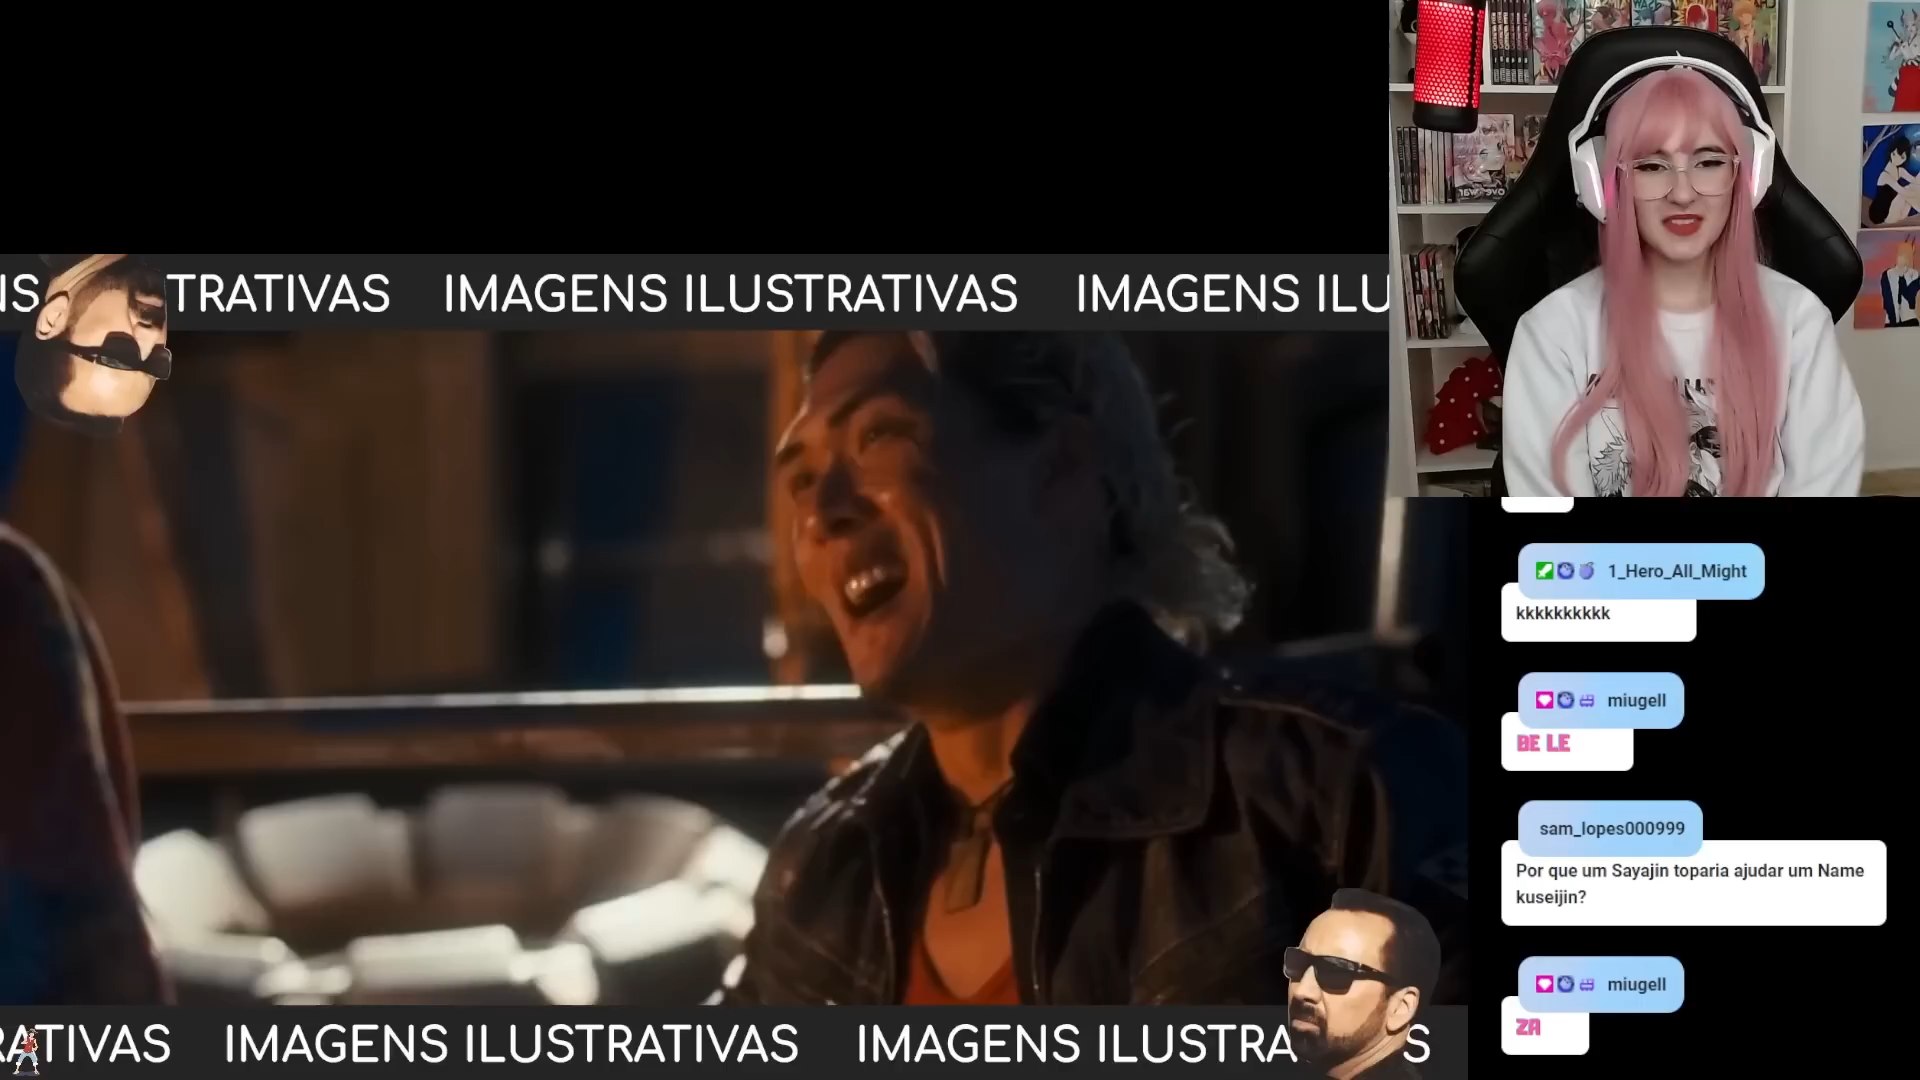 NS TRATIVAS IMAGENS ILUSTRATIVAS IMAGENS ILU
1_Hero_All_Might
kkkkkkkkkk
miugell
BE LE
sam_lopes000999
Por que um Sayajin toparia ajudar um Name
kuseijin?
miugell
ZA
RATIVAS IMAGENS ILUSTRATIVAS IMAGENS ILUSTRA S